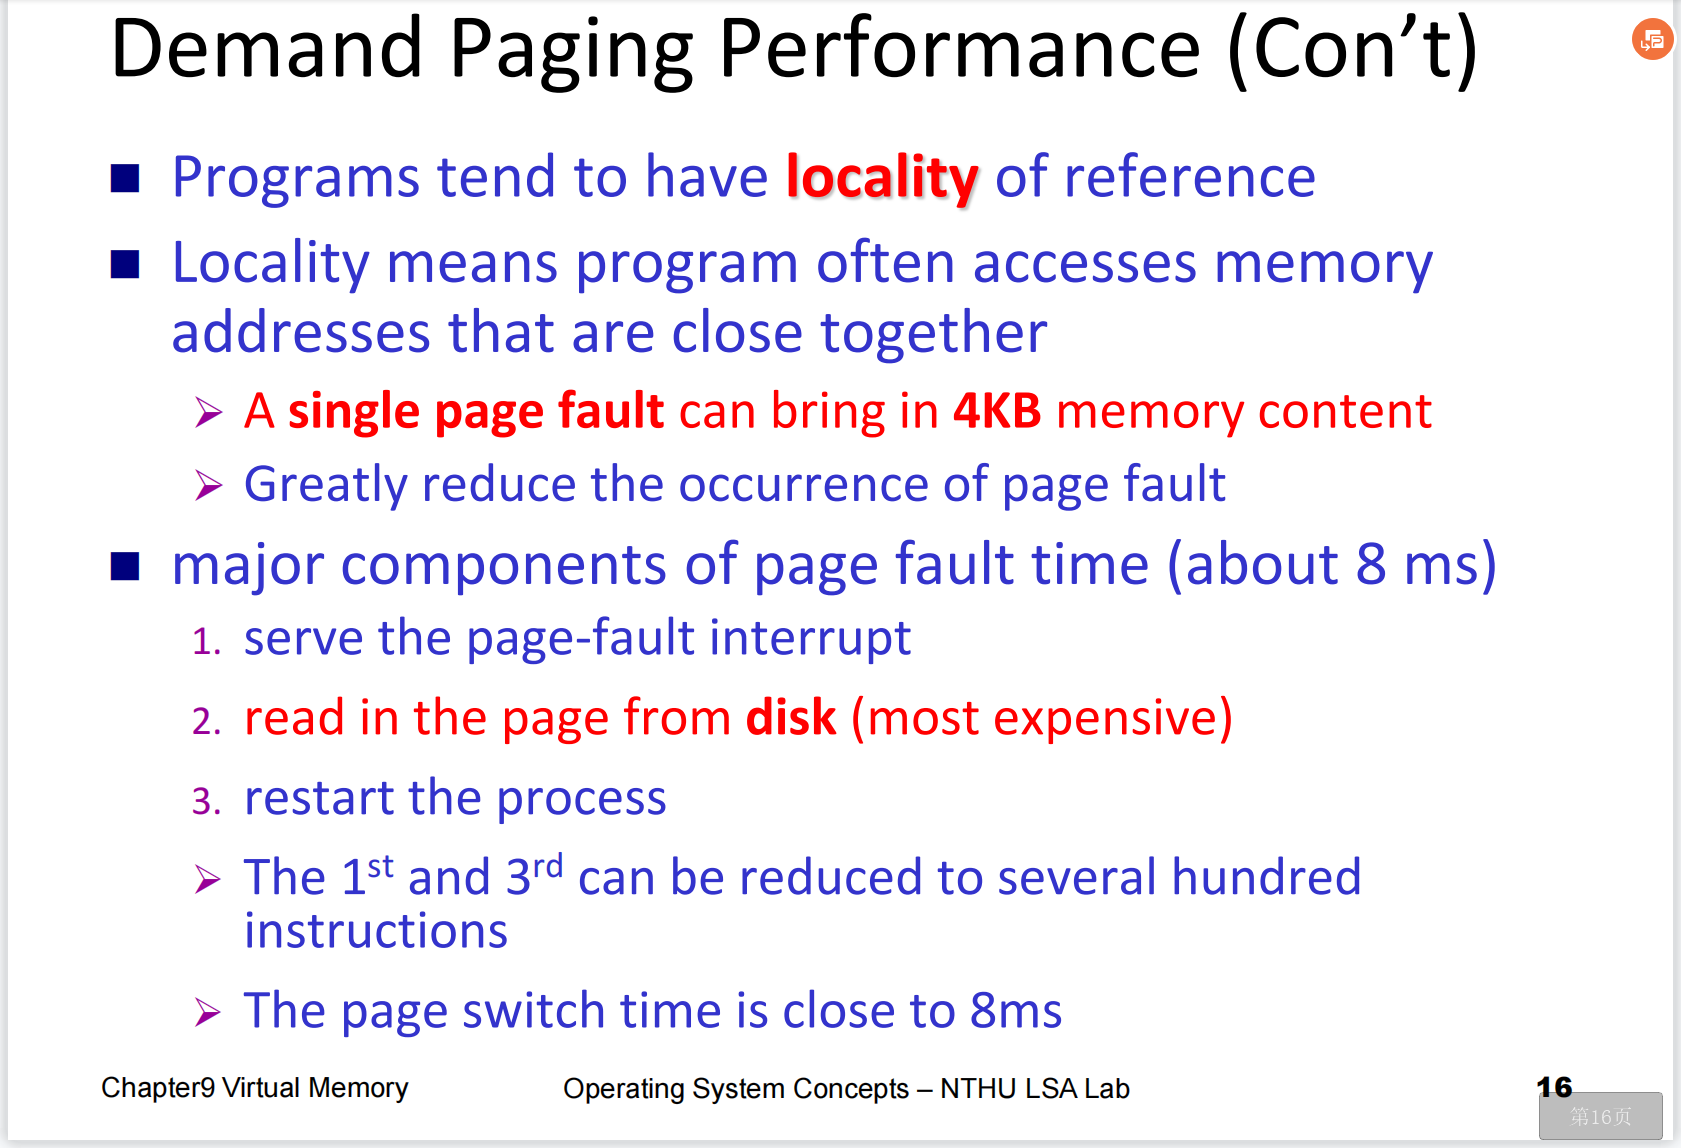 Demand Paging Performance (Con’t)
Programs tend to have locality of reference
Locality means program often accesses memory
addresses that are close together
A single page fault can bring in 4KB memory content
Greatly reduce the occurrence of page fault
major components of page fault time (about 8 ms)
1. serve the page-fault interrupt
2. read in the page from disk (most expensive)
3. restart the process
The 1st and 3rd can be reduced to several hundred
instructions
The page switch time is close to 8ms
Chapter9 Virtual Memory
Operating System Concepts – NTHU LSA Lab
16
第16页